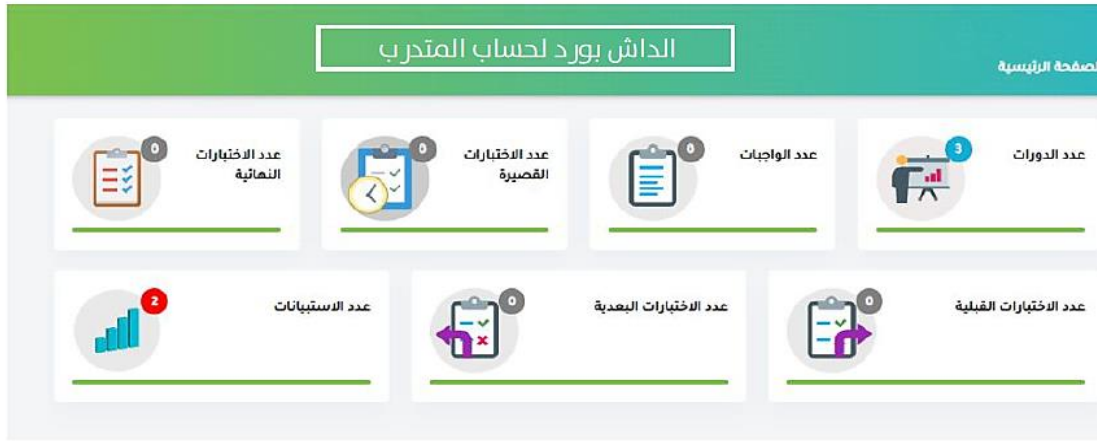 الداش بورد لحساب المتدرب
الصفحة الرئيسية
عدد الدورات
3
عدد الواجبات
0
عدد الاختبارات
القصيرة
0
عدد الاختبارات
النهائية
0
عدد الاختبارات القبلية
0
عدد الاختبارات البعدية
0
عدد الاستبيانات
2